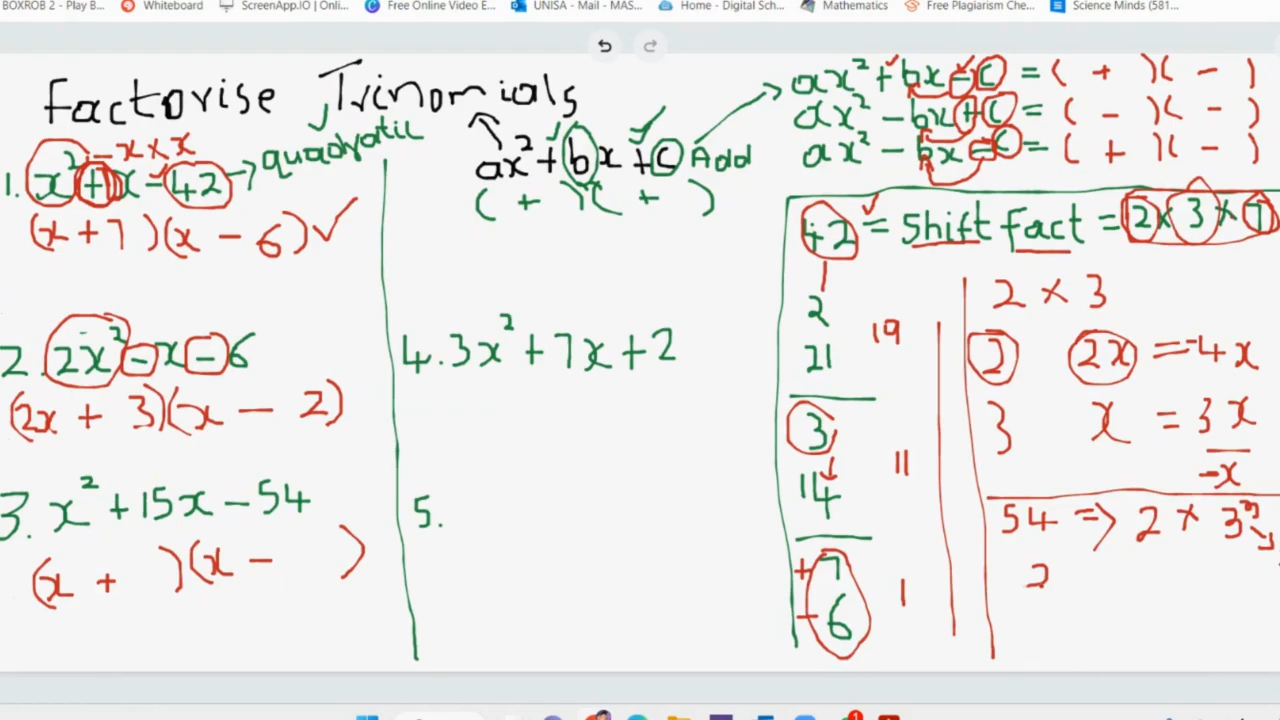 BOXROB 2 - Play B...
Whiteboard
ScreenApp.IO | Onli...
Free Online Video E...
UNISA - Mail - MAS...
Home - Digital Sch...
Mathematics
Free Plagiarism Che...
Science Minds (581...
Factorise Trinomials
quadratic
ax² + bx + c Add
( + )( + )
ax² + bx - c = ( + )( - )
ax² - bx + c = ( - )( - )
ax² - bx - c = ( + )( - )
- x × x
1. x² + 1x - 42
(x + 7)(x - 6) ✓
2. 2x² - x - 6
(2x + 3)(x - 2)
3. x² + 15x - 54
(x + )(x - )
4. 3x² + 7x + 2
5.
42 = Shift fact = 2 × 3 × 7
2
21 19
3
14 11
+7
-6 1
2 × 3
2 2x = -4x
3 x = 3x
-x
54 => 2 × 3³
2